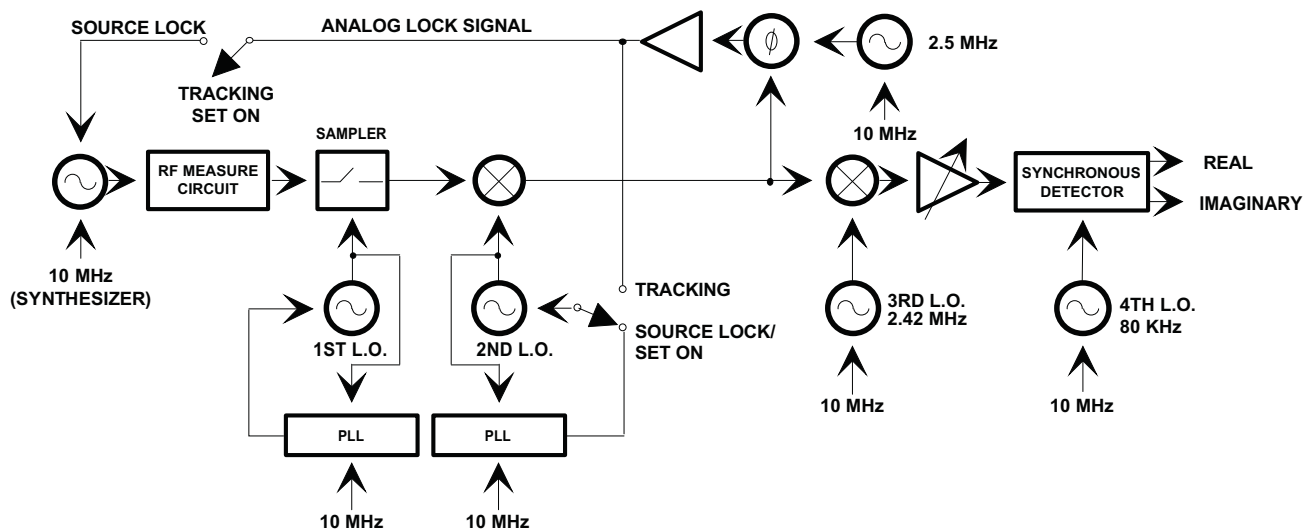 SOURCE LOCK
ANALOG LOCK SIGNAL
ϕ
2.5 MHz
TRACKING
SET ON
10 MHz
SAMPLER
RF MEASURE
CIRCUIT
SYNCHRONOUS
DETECTOR
REAL
IMAGINARY
10 MHz
(SYNTHESIZER)
1ST L.O.
2ND L.O.
TRACKING
SOURCE LOCK/
SET ON
3RD L.O.
2.42 MHz
4TH L.O.
80 KHz
PLL
PLL
10 MHz
10 MHz
10 MHz
10 MHz